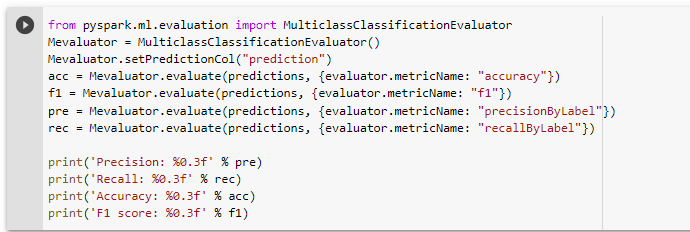 from pyspark.ml.evaluation import MulticlassClassificationEvaluator
Mevaluator = MulticlassClassificationEvaluator()
Mevaluator.setPredictionCol("prediction")
acc = Mevaluator.evaluate(predictions, {evaluator.metricName: "accuracy"})
f1 = Mevaluator.evaluate(predictions, {evaluator.metricName: "f1"})
pre = Mevaluator.evaluate(predictions, {evaluator.metricName: "precisionByLabel"})
rec = Mevaluator.evaluate(predictions, {evaluator.metricName: "recallByLabel"})
print('Precision: %0.3f' % pre)
print('Recall: %0.3f' % rec)
print('Accuracy: %0.3f' % acc)
print('F1 score: %0.3f' % f1)